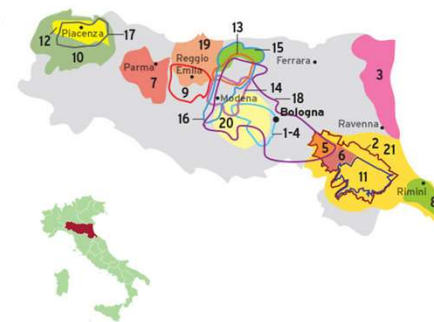 13
19
15
12
Piacenza
17
10
Reggio
Emilia
Ferrara
Parma
3
7
9
14
Modena
18
Bologna
16
20
1-4
Ravenna
5
2
21
6
11
Rimini
8